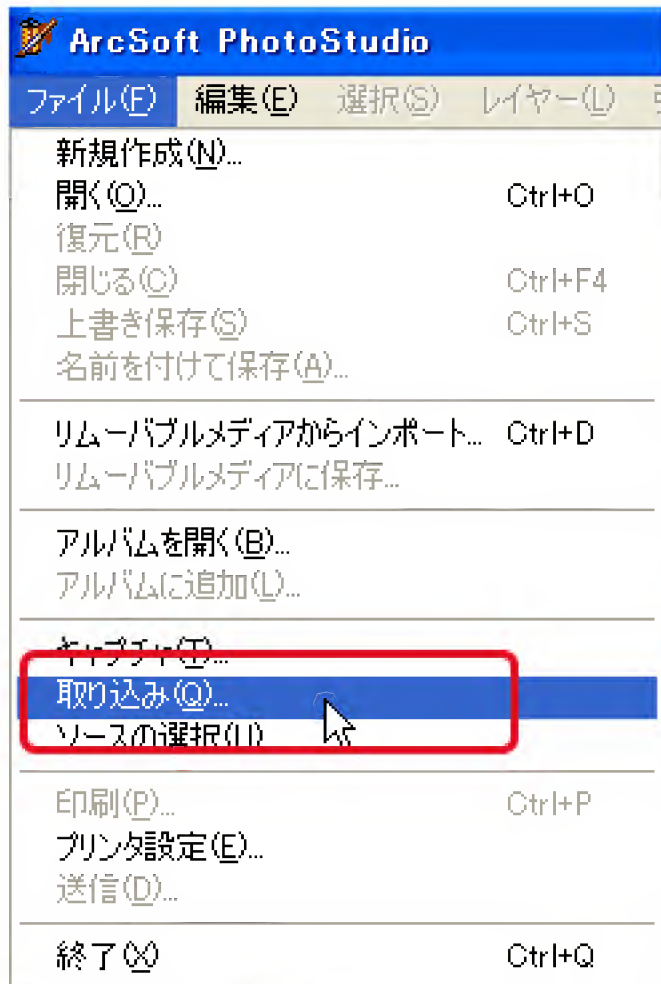 ArcSoft PhotoStudio
ファイル(F) 編集(E) 選択(S) レイヤー(L)
新規作成(N)...
開く(O)... Ctrl+O
復元(R)
閉じる(C) Ctrl+F4
上書き保存(S) Ctrl+S
名前を付けて保存(A)...
リムーバブルメディアからインポート... Ctrl+D
リムーバブルメディアに保存...
アルバムを開く(B)...
アルバムに追加(L)...
キャプチャ(T)...
取り込み(Q)...
ソースの選択(U)
印刷(P)... Ctrl+P
プリンタ設定(E)...
送信(D)...
終了(X) Ctrl+Q